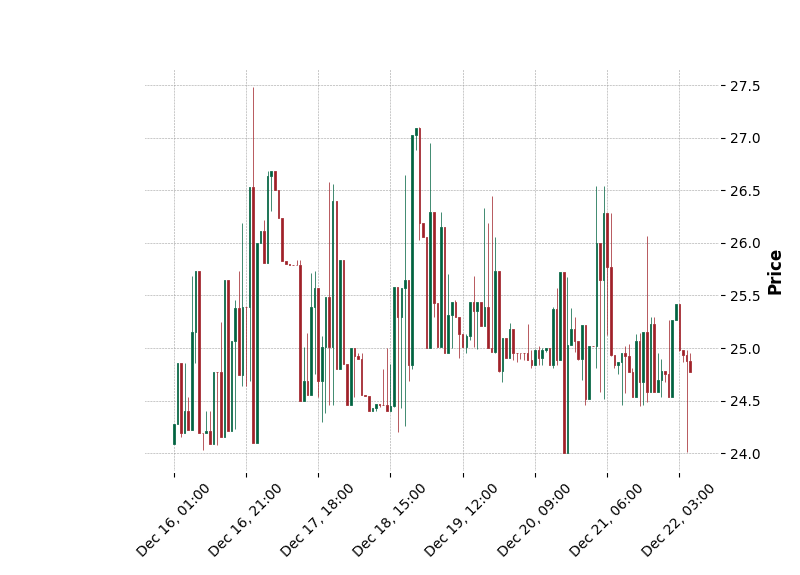 27.5
27.0
26.5
26.0
25.5
25.0
24.5
24.0
Price
Dec 16, 01:00
Dec 16, 21:00
Dec 17, 18:00
Dec 18, 15:00
Dec 19, 12:00
Dec 20, 09:00
Dec 21, 06:00
Dec 22, 03:00